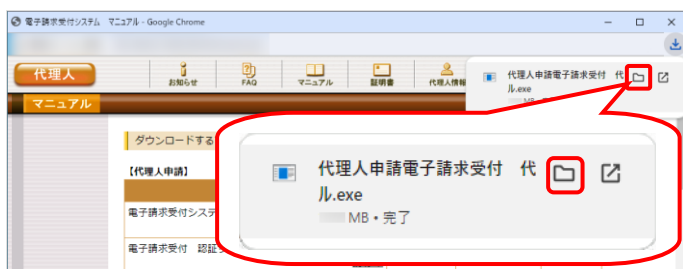 電子請求受付システム マニュアル - Google Chrome
代理人
お知らせ
FAQ
マニュアル
証明書
代理人情報
代理人申請電子請求受付 代
ル.exe
MB・完了
マニュアル
ダウンロードする
【代理人申請】
電子請求受付システ
電子請求受付 認証
代理人申請電子請求受付 代
ル.exe
MB・完了